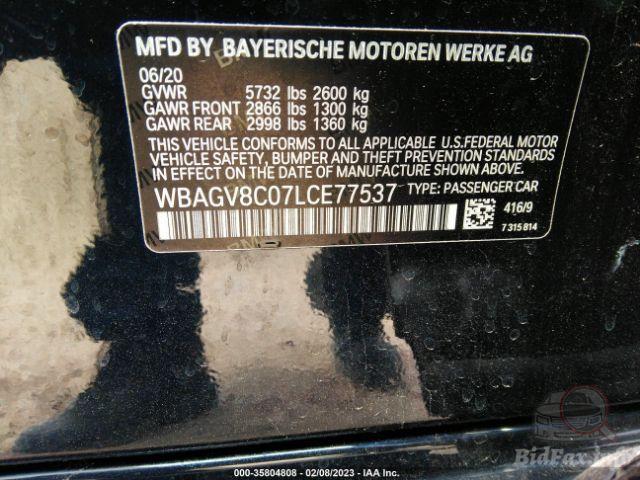 MFD BY BAYERISCHE MOTOREN WERKE AG
06/20
GVWR 5732 lbs 2600 kg
GAWR FRONT 2866 lbs 1300 kg
GAWR REAR 2998 lbs 1360 kg
THIS VEHICLE CONFORMS TO ALL APPLICABLE U.S.FEDERAL MOTOR
VEHICLE SAFETY, BUMPER AND THEFT PREVENTION STANDARDS
IN EFFECT ON THE DATE OF MANUFACTURE SHOWN ABOVE.
WBAGV8C07LCE77537 TYPE: PASSENGER CAR
416/9
7 315 814
BidFax.info
000-35804808 - 02/08/2023 - IAA Inc.